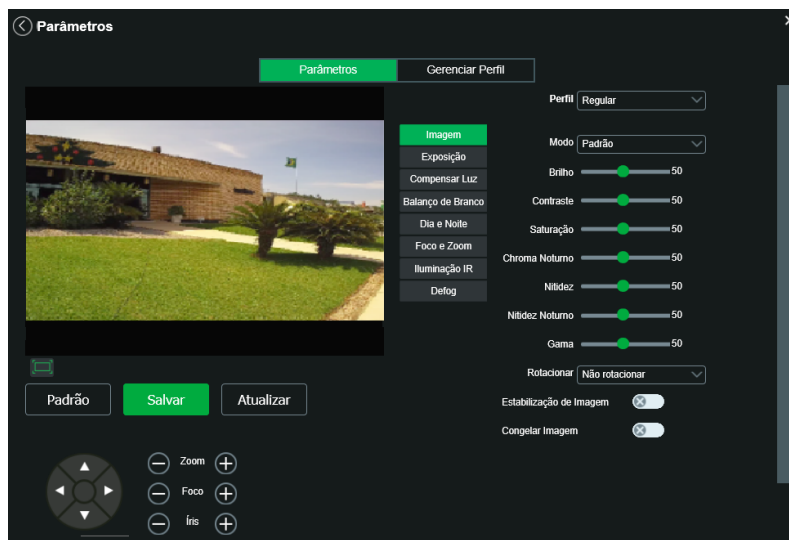 Parâmetros
Parâmetros
Gerenciar Perfil
Perfil Regular
Imagem
Exposição
Compensar Luz
Balanço de Branco
Dia e Noite
Foco e Zoom
Iluminação IR
Defog
Modo Padrão
Brilho 50
Contraste 50
Saturação 50
Chroma Noturno 50
Nitidez 50
Nitidez Noturno 50
Gama 50
Rotacionar Não rotacionar
Estabilização de Imagem
Congelar Imagem
Padrão
Salvar
Atualizar
Zoom
Foco
Íris